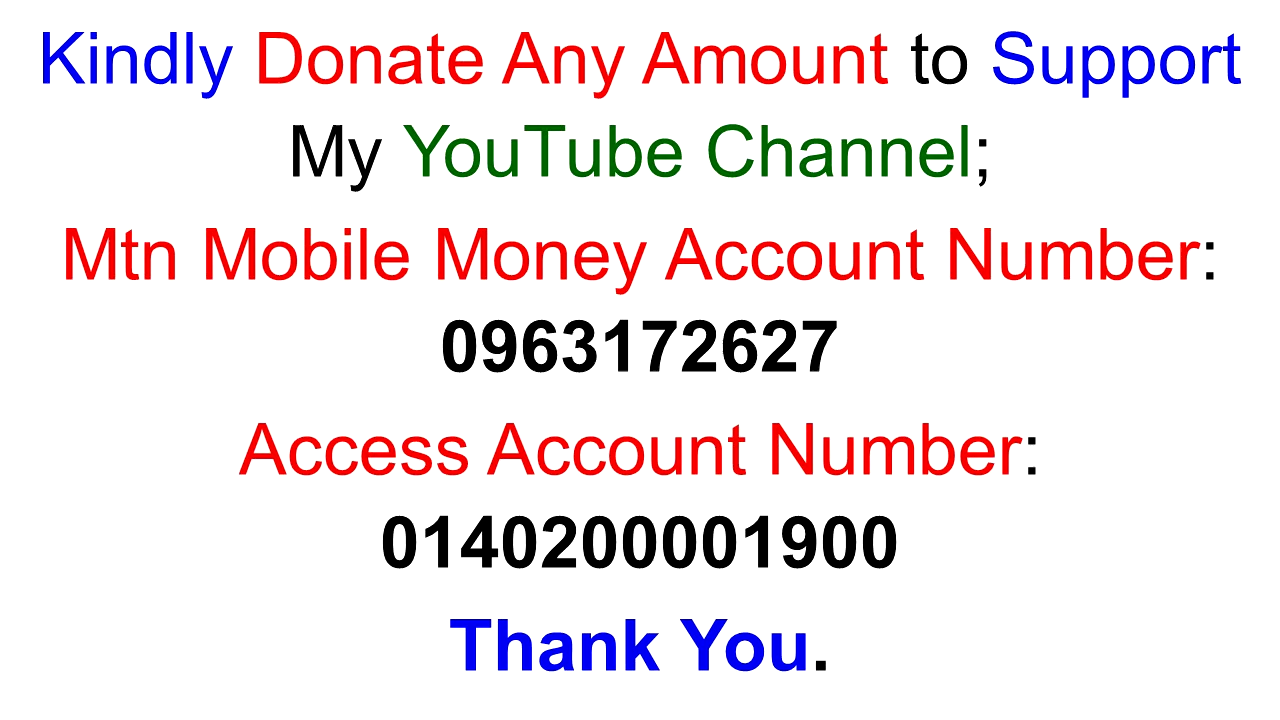 Kindly Donate Any Amount to Support
My YouTube Channel;
Mtn Mobile Money Account Number:
0963172627
Access Account Number:
0140200001900
Thank You.